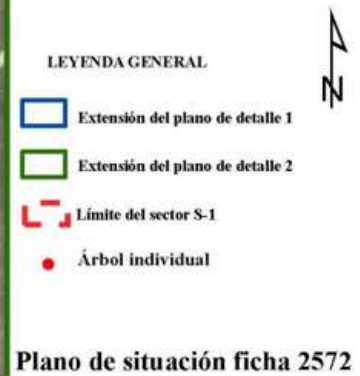 N
LEYENDA GENERAL
Extensión del plano de detalle 1
Extensión del plano de detalle 2
Límite del sector S-1
Árbol individual
Plano de situación ficha 2572